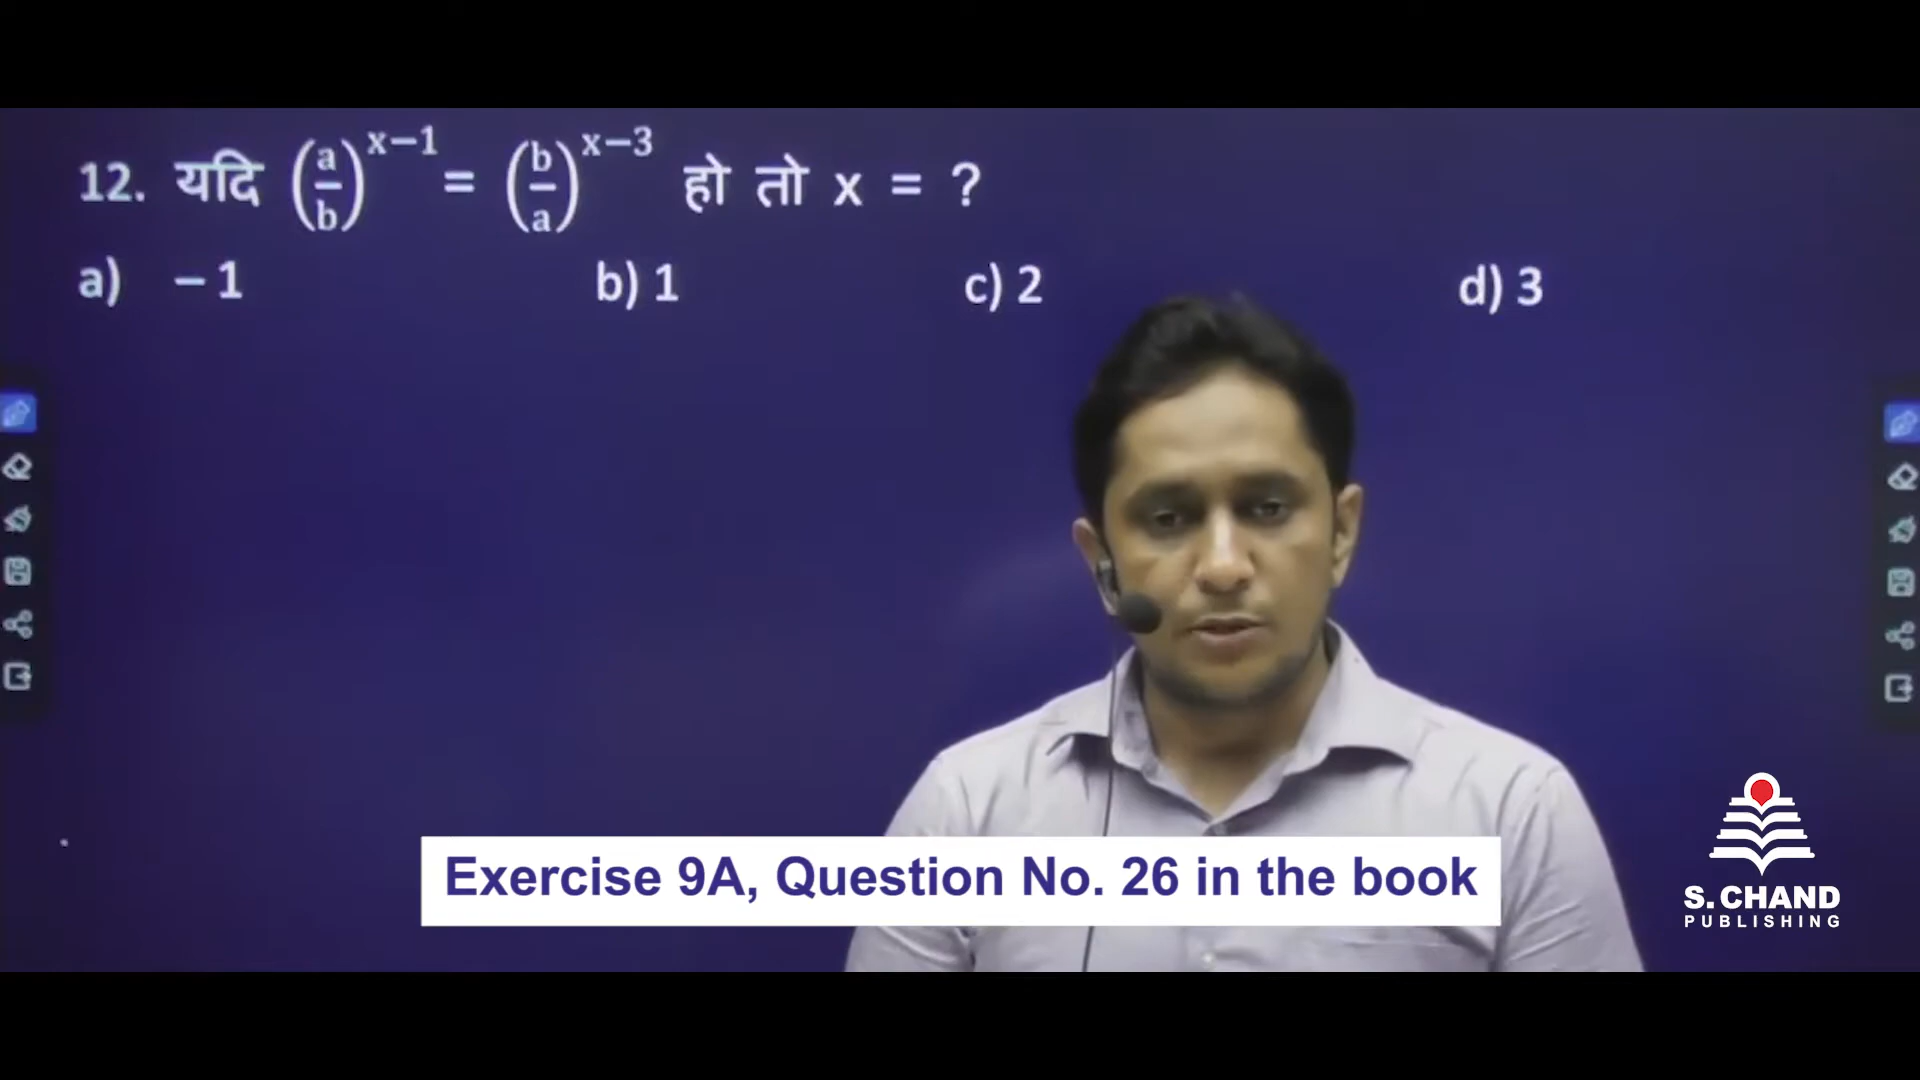 12. यदि (a/b)^(x−1) = (b/a)^(x−3) हो तो x = ?
a) – 1 b) 1 c) 2 d) 3
Exercise 9A, Question No. 26 in the book
S. CHAND
PUBLISHING